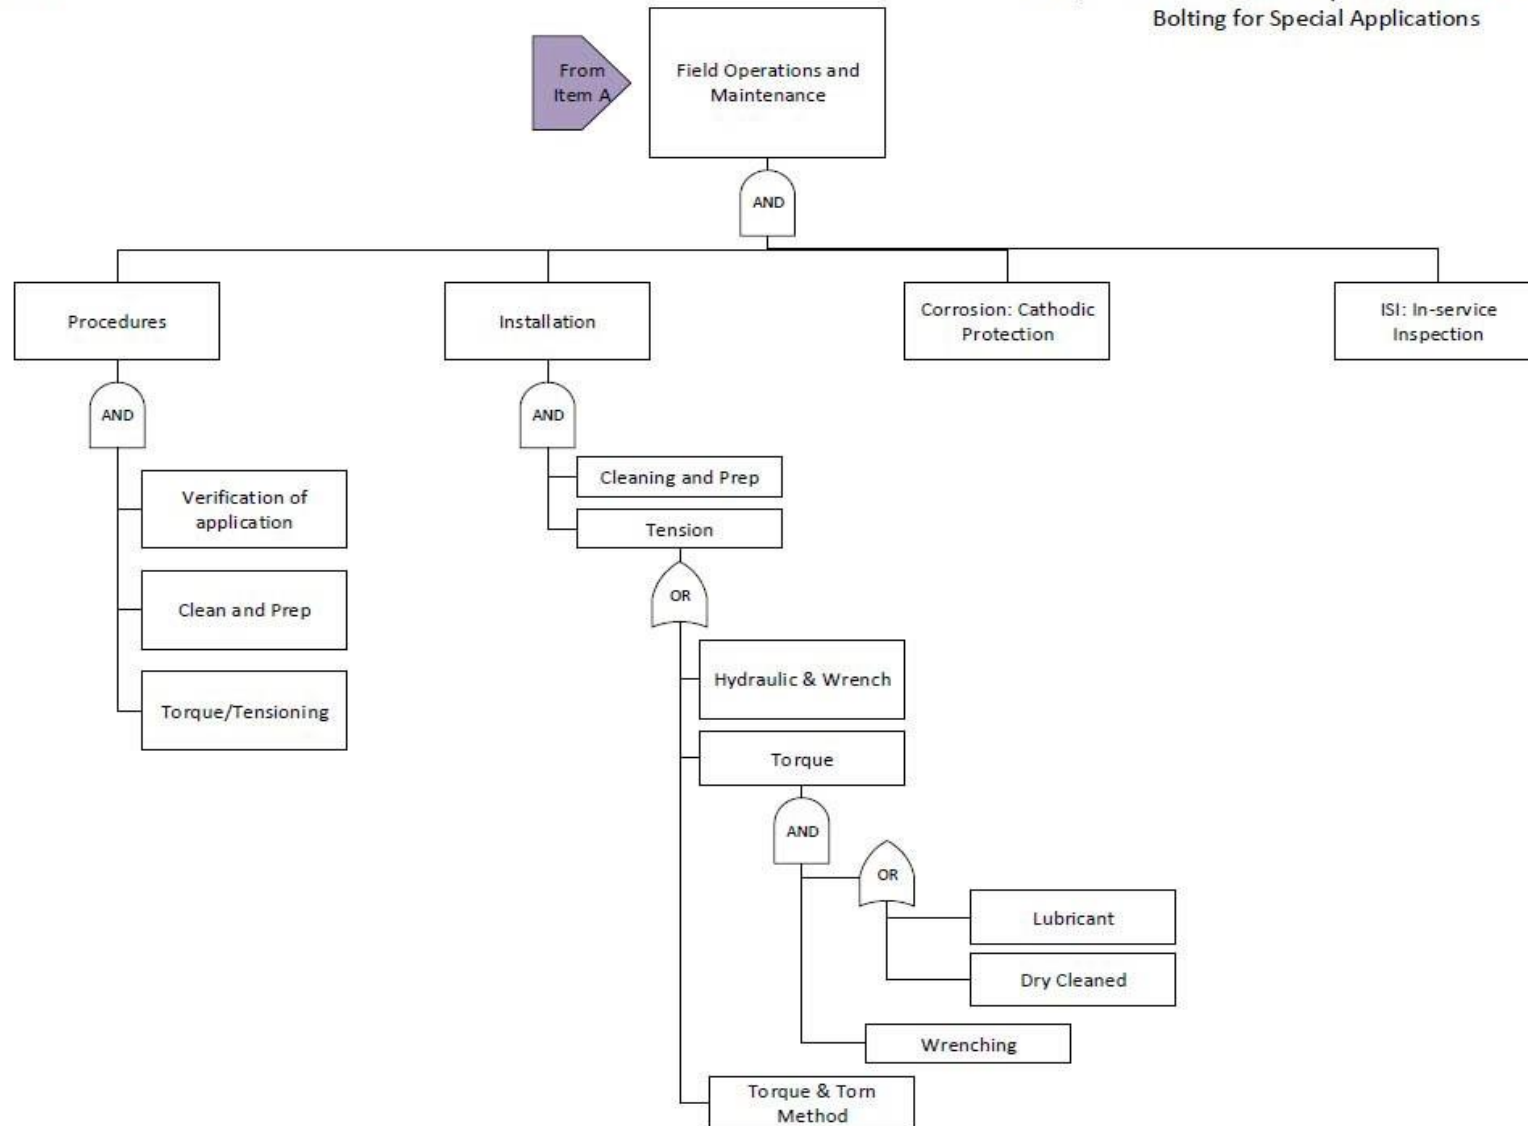 Bolting for Special Applications
From
Item A
Field Operations and
Maintenance
AND
Procedures
Installation
Corrosion: Cathodic
Protection
ISI: In-service
Inspection
AND
AND
Verification of
application
Clean and Prep
Torque/Tensioning
Cleaning and Prep
Tension
OR
Hydraulic & Wrench
Torque
AND
OR
Lubricant
Dry Cleaned
Wrenching
Torque & Torn
Method